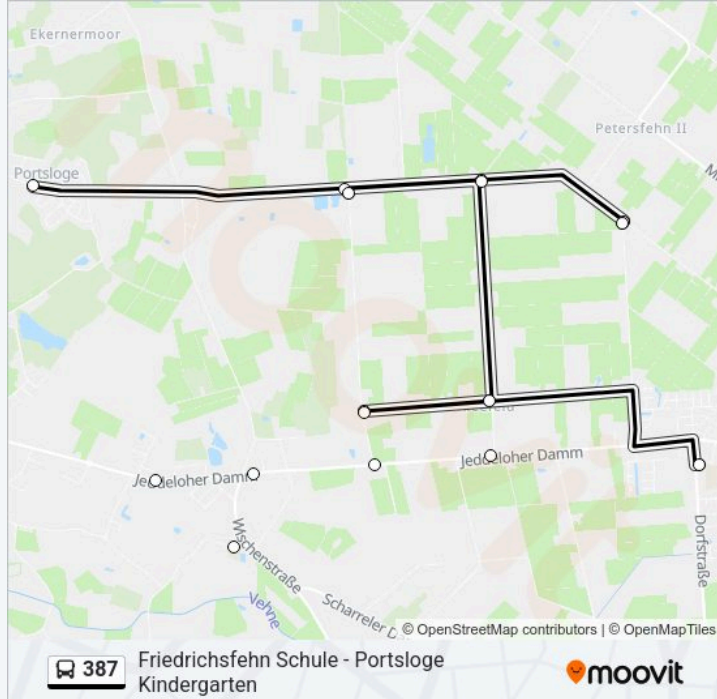 Ekernermoor
Petersfehn II
Portsloge
Jeddeloher Damm
Jeddeloher Damm
Wischenstraße
Dorfstraße
Scharreler D
Vehne
© OpenStreetMap contributors | © OpenMapTiles
387
Friedrichsfehn Schule - Portsloge
Kindergarten
moovit